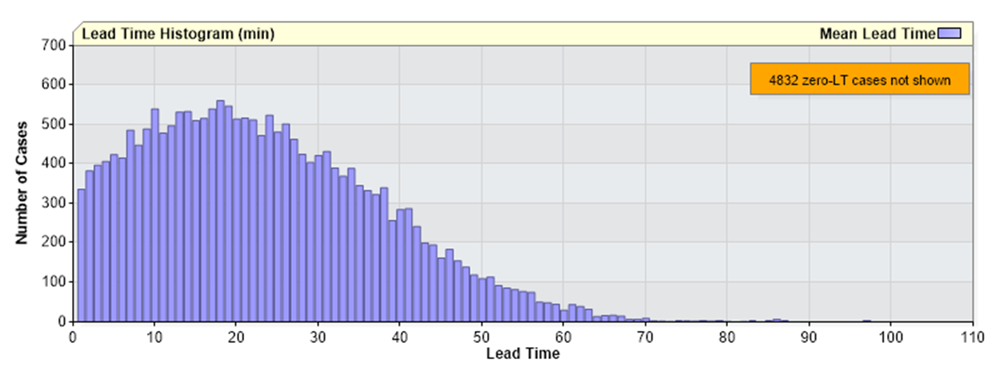 Lead Time Histogram (min)
Mean Lead Time
4832 zero-LT cases not shown
Number of Cases
700
600
500
400
300
200
100
0
0 10 20 30 40 50 60 70 80 90 100 110
Lead Time